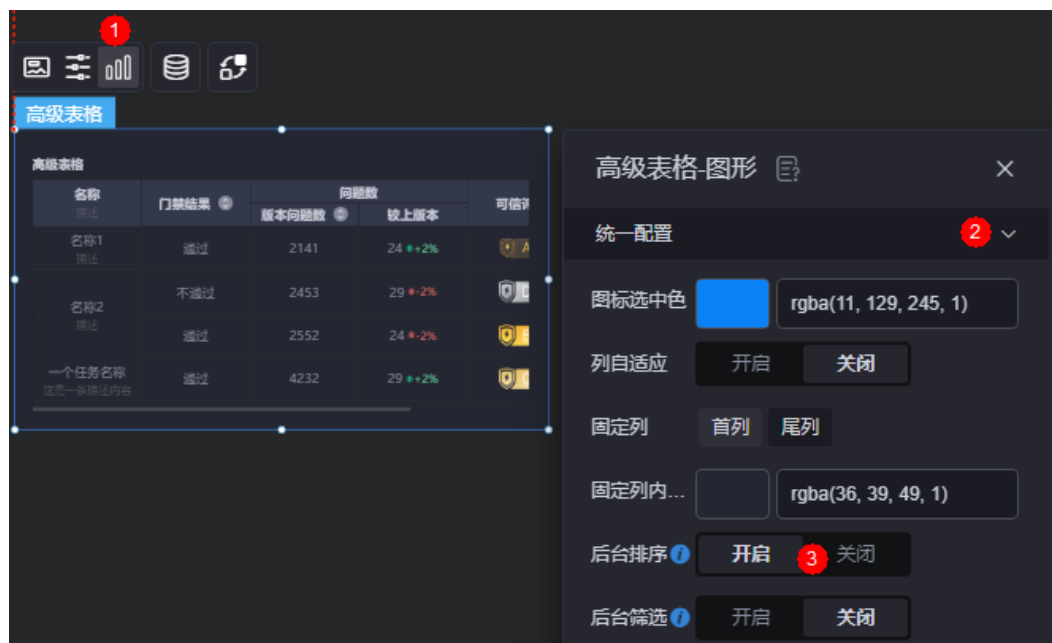 1
高级表格
高级表格
名称
描述
门禁结果
问题数
版本问题数
较上版本
名称1
描述
通过
2141
24 +2%
A
名称2
描述
不通过
2453
29 -2%
通过
2552
24 -2%
一个任务名称
这是一条描述内容
通过
4232
29 +2%
高级表格-图形
统一配置
2
图标选中色
rgba(11, 129, 245, 1)
列自适应
开启
关闭
固定列
首列
尾列
固定列内...
rgba(36, 39, 49, 1)
后台排序
开启
3
关闭
后台筛选
开启
关闭